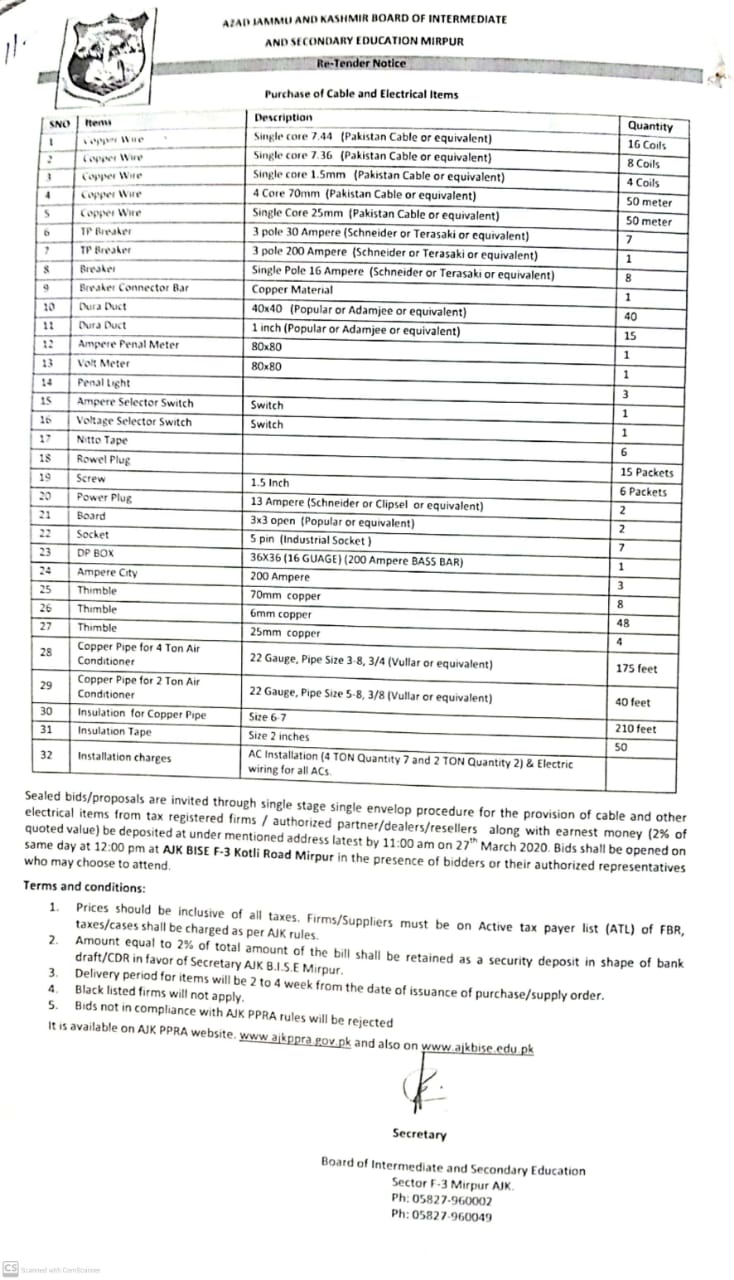 AZAD JAMMU AND KASHMIR BOARD OF INTERMEDIATE
AND SECONDARY EDUCATION MIRPUR
Re-Tender Notice
Purchase of Cable and Electrical Items
SNO Items Description Quantity
1 Copper Wire Single core 7.44 (Pakistan Cable or equivalent) 16 Coils
2 Copper Wire Single core 7.36 (Pakistan Cable or equivalent) 8 Coils
3 Copper Wire Single core 1.5mm (Pakistan Cable or equivalent) 4 Coils
4 Copper Wire 4 Core 70mm (Pakistan Cable or equivalent) 50 meter
5 Copper Wire Single Core 25mm (Pakistan Cable or equivalent) 50 meter
6 TP Breaker 3 pole 30 Ampere (Schneider or Terasaki or equivalent) 7
7 TP Breaker 3 pole 200 Ampere (Schneider or Terasaki or equivalent) 1
8 Breaker Single Pole 16 Ampere (Schneider or Terasaki or equivalent) 8
9 Breaker Connector Bar Copper Material 1
10 Dura Duct 40x40 (Popular or Adamjee or equivalent) 40
11 Dura Duct 1 inch (Popular or Adamjee or equivalent) 15
12 Ampere Penal Meter 80x80 1
13 Volt Meter 80x80 1
14 Penal Light 3
15 Ampere Selector Switch Switch 1
16 Voltage Selector Switch Switch 1
17 Nitto Tape 6
18 Rowel Plug 15 Packets
19 Screw 1.5 Inch 6 Packets
20 Power Plug 13 Ampere (Schneider or Clipsel or equivalent) 2
21 Board 3x3 open (Popular or equivalent) 2
22 Socket 5 pin (Industrial Socket ) 7
23 DP BOX 36X36 (16 GUAGE) (200 Ampere BASS BAR) 1
24 Ampere City 200 Ampere 3
25 Thimble 70mm copper 8
26 Thimble 6mm copper 48
27 Thimble 25mm copper 4
28 Copper Pipe for 4 Ton Air
Conditioner 22 Gauge, Pipe Size 3-8, 3/4 (Vullar or equivalent) 175 feet
29 Copper Pipe for 2 Ton Air
Conditioner 22 Gauge, Pipe Size 5-8, 3/8 (Vullar or equivalent) 40 feet
30 Insulation for Copper Pipe Size 6-7 210 feet
31 Insulation Tape Size 2 inches 50
32 Installation charges AC Installation (4 TON Quantity 7 and 2 TON Quantity 2) & Electric
wiring for all ACs.
Sealed bids/proposals are invited through single stage single envelop procedure for the provision of cable and other
electrical items from tax registered firms / authorized partner/dealers/resellers along with earnest money (2% of
quoted value) be deposited at under mentioned address latest by 11:00 am on 27th March 2020. Bids shall be opened on
same day at 12:00 pm at AJK BISE F-3 Kotli Road Mirpur in the presence of bidders or their authorized representatives
who may choose to attend.
Terms and conditions:
1. Prices should be inclusive of all taxes. Firms/Suppliers must be on Active tax payer list (ATL) of FBR,
taxes/cases shall be charged as per AJK rules.
2. Amount equal to 2% of total amount of the bill shall be retained as a security deposit in shape of bank
draft/CDR in favor of Secretary AJK B.I.S.E Mirpur.
3. Delivery period for items will be 2 to 4 week from the date of issuance of purchase/supply order.
4. Black listed firms will not apply.
5. Bids not in compliance with AJK PPRA rules will be rejected
It is available on AJK PPRA website. www ajkppra.gov.pk and also on www.ajkbise.edu.pk
Secretary
Board of Intermediate and Secondary Education
Sector F-3 Mirpur AJK.
Ph: 05827-960002
Ph: 05827-960049
CS Scanned with CamScanner